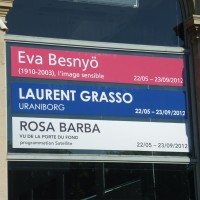 Eva Besnyö
(1910-2003), l'image sensible 22/05 – 23/09/2012
LAURENT GRASSO
URANIBORG 22/05 – 23/09/2012
ROSA BARBA
VU DE LA PORTE DU FOND
programmation Satellite 22/05 – 23/09/2012